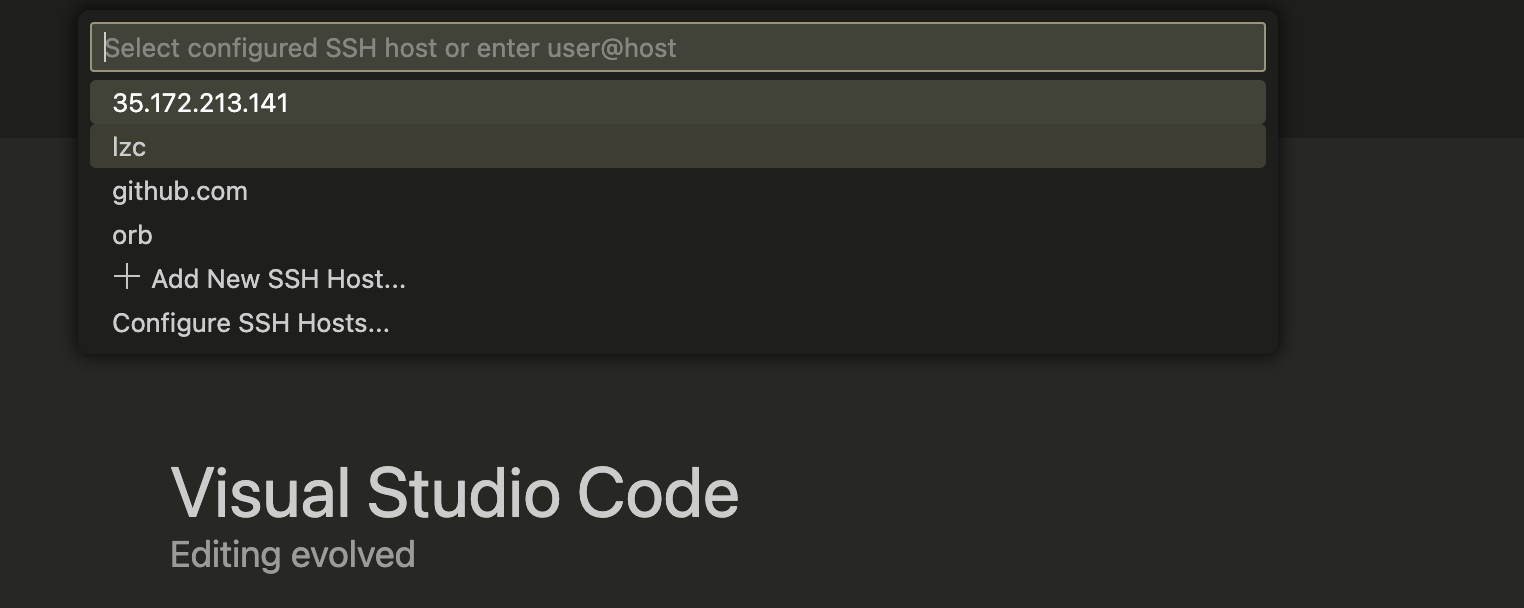 Select configured SSH host or enter user@host
35.172.213.141
lzc
github.com
orb
+ Add New SSH Host...
Configure SSH Hosts...
Visual Studio Code
Editing evolved